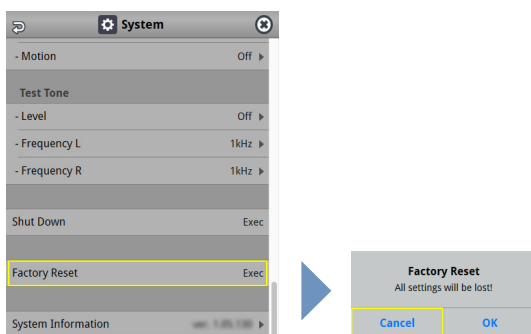 System
- Motion Off
Test Tone
- Level Off
- Frequency L 1kHz
- Frequency R 1kHz
Shut Down Exec
Factory Reset Exec
System Information
Factory Reset
All settings will be lost!
Cancel OK